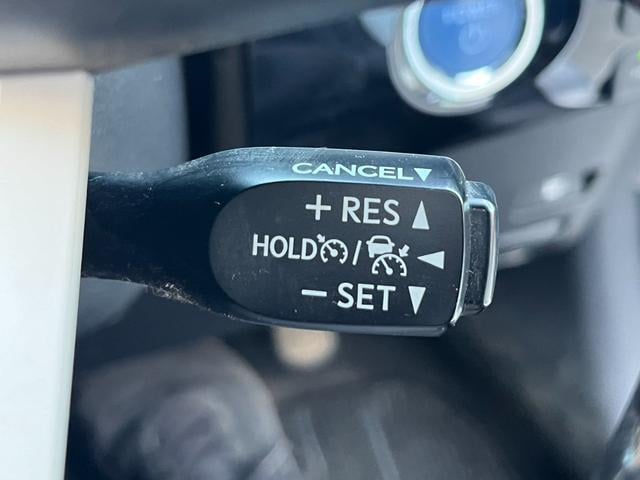 CANCEL▼
+ RES ▲
HOLD / ◀
− SET ▼